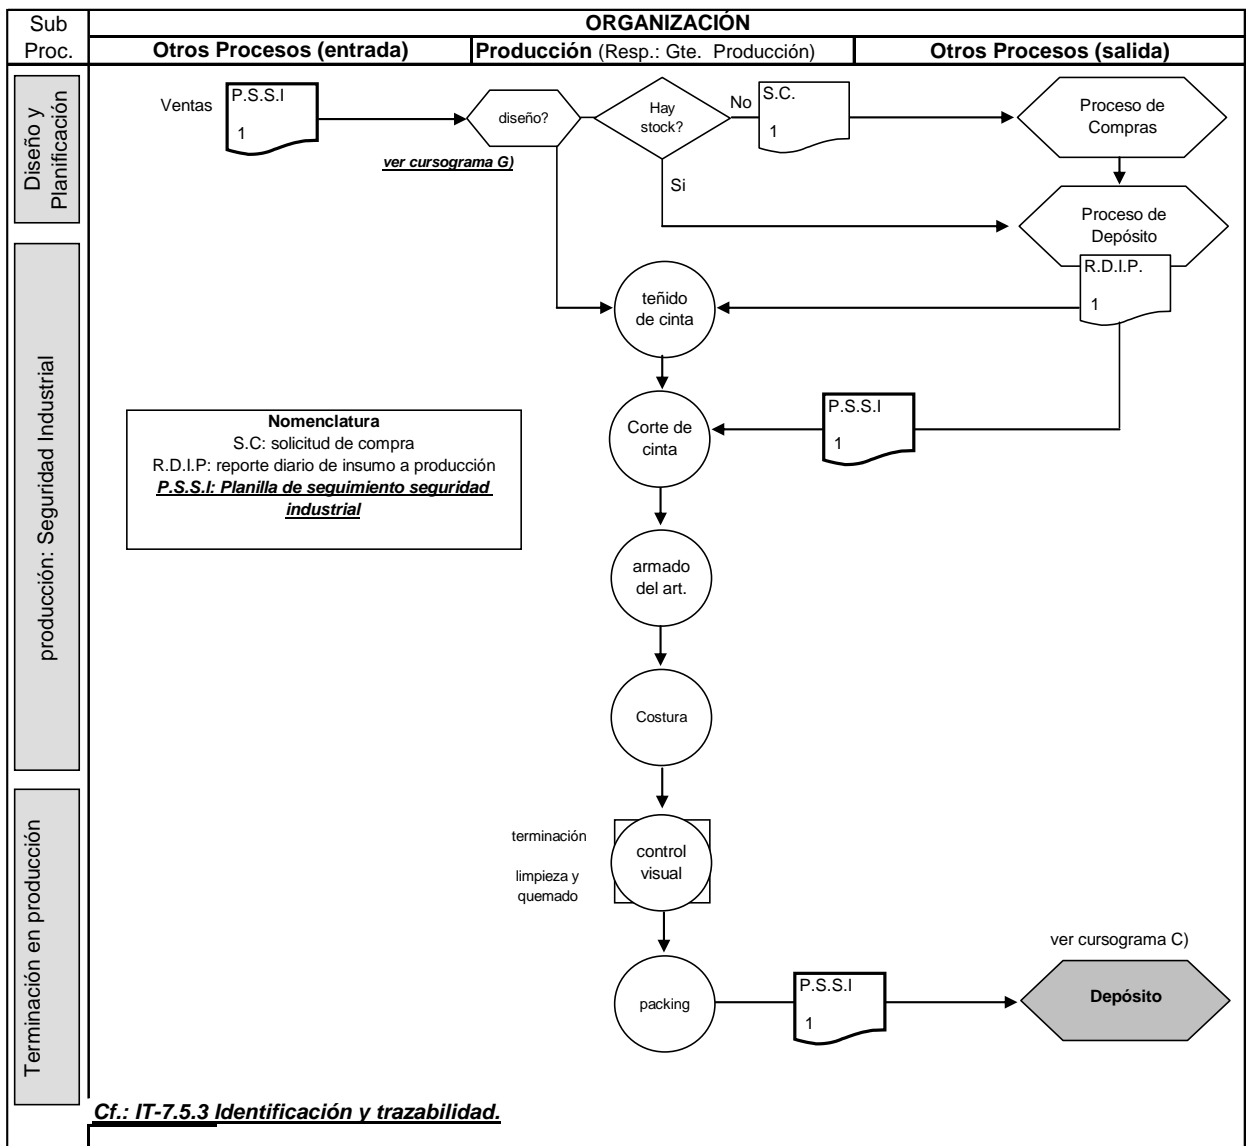 Sub
Proc.
ORGANIZACIÓN
Otros Procesos (entrada)
Producción (Resp.: Gte. Producción)
Otros Procesos (salida)
Diseño y
Planificación
Ventas
P.S.S.I
1
diseño?
ver cursograma G)
Hay
stock?
No
S.C.
1
Proceso de
Compras
Si
Proceso de
Depósito
R.D.I.P.
1
producción: Seguridad Industrial
teñido
de cinta
Corte de
cinta
P.S.S.I
1
Nomenclatura
S.C: solicitud de compra
R.D.I.P: reporte diario de insumo a producción
P.S.S.I: Planilla de seguimiento seguridad
industrial
armado
del art.
Costura
Terminación en producción
terminación
limpieza y
quemado
control
visual
packing
P.S.S.I
1
ver cursograma C)
Depósito
Cf.: IT-7.5.3 Identificación y trazabilidad.